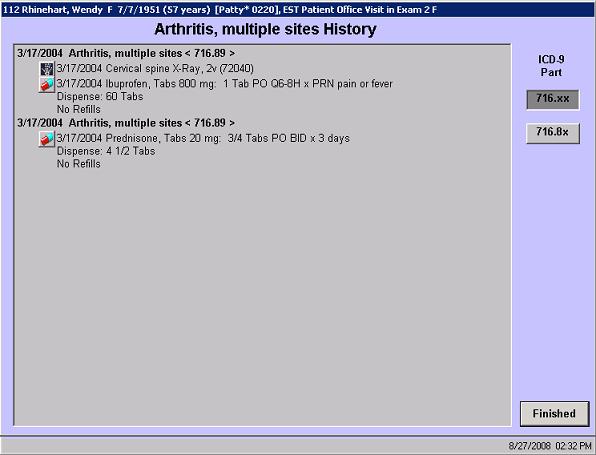 112 Rhinehart, Wendy F 7/7/1951 (57 years) [Patty* 0220], EST Patient Office Visit in Exam 2 F
Arthritis, multiple sites History
3/17/2004 Arthritis, multiple sites < 716.89 >
3/17/2004 Cervical spine X-Ray, 2v (72040)
3/17/2004 Ibuprofen, Tabs 800 mg: 1 Tab PO Q6-8H x PRN pain or fever
Dispense: 60 Tabs
No Refills
3/17/2004 Arthritis, multiple sites < 716.89 >
3/17/2004 Prednisone, Tabs 20 mg: 3/4 Tabs PO BID x 3 days
Dispense: 4 1/2 Tabs
No Refills
ICD-9
Part
716.xx
716.8x
Finished
8/27/2008 02:32 PM